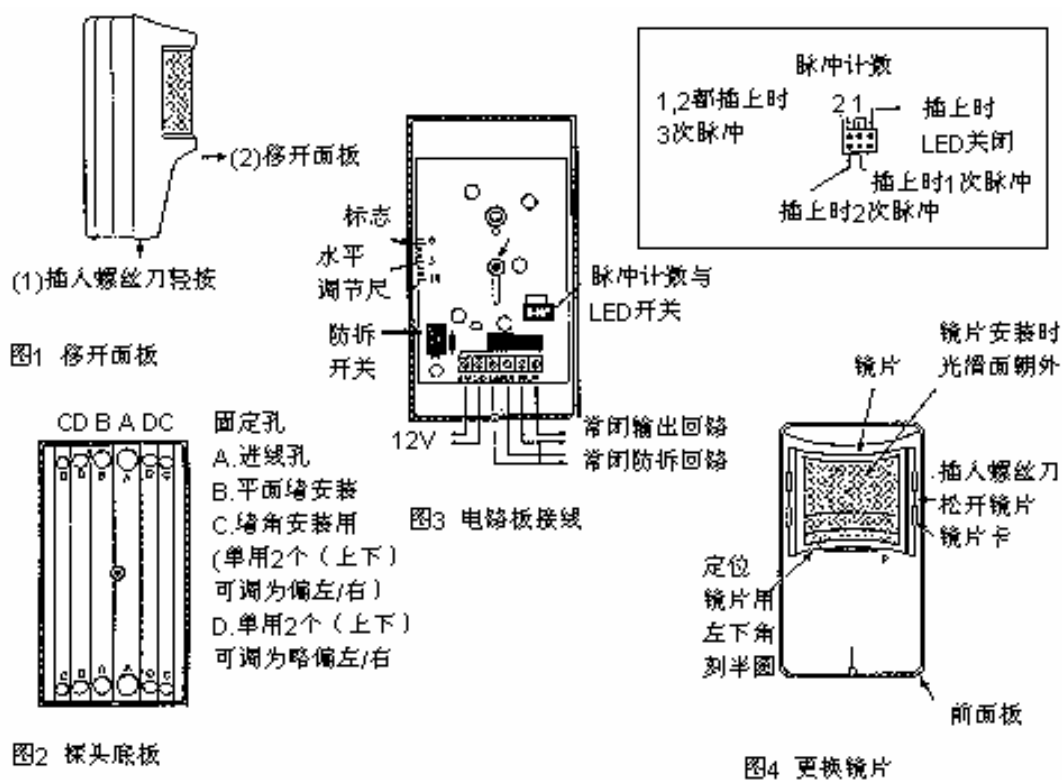 (2)移开面板
(1)插入螺丝刀轻按
图1 移开面板
CD B A DC
固定孔
A.进线孔
B.平面墙安装
C.墙角安装用
(单用2个（上下）
可调为偏左/右）
D.单用2个（上下）
可调为略偏左/右
图2 探头底板
标志
水平
调节尺
防拆
开关
脉冲计数与
LED开关
12V
常闭输出回路
常闭防拆回路
图3 电路板接线
脉冲计数
1,2都插上时
3次脉冲
2 1
插上时
LED关闭
插上时1次脉冲
插上时2次脉冲
镜片安装时
光滑面朝外
镜片
插入螺丝刀
松开镜片
镜片卡
定位
镜片用
左下角
刻半圆
前面板
图4 更换镜片